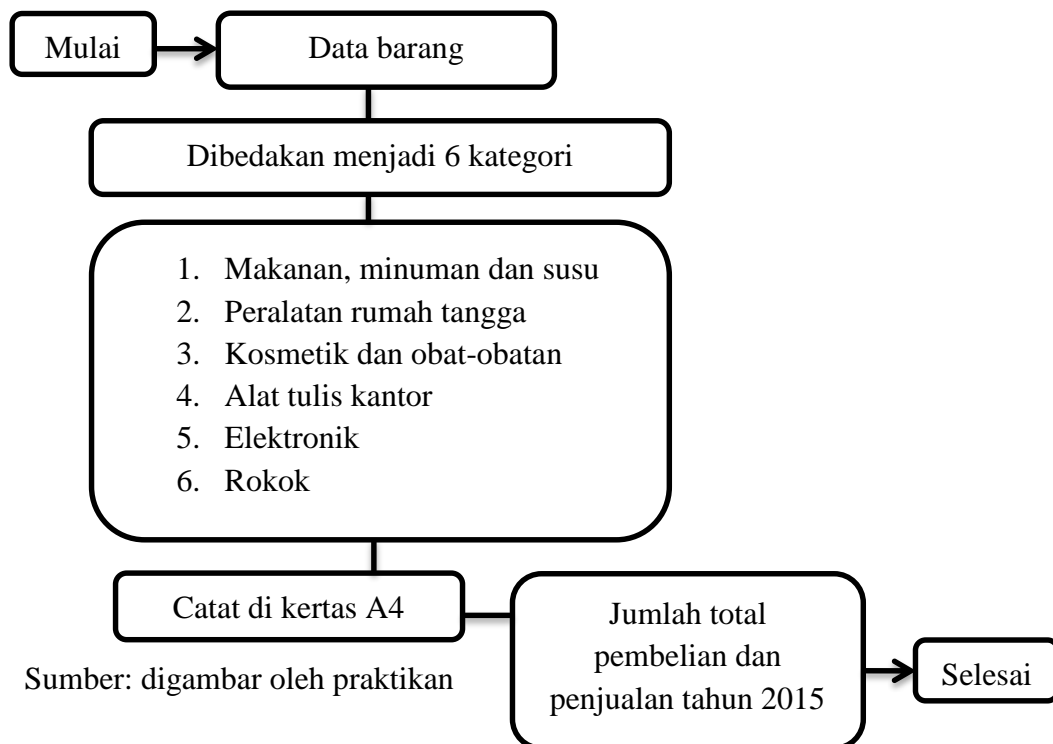 Mulai
Data barang
Dibedakan menjadi 6 kategori
1. Makanan, minuman dan susu
2. Peralatan rumah tangga
3. Kosmetik dan obat-obatan
4. Alat tulis kantor
5. Elektronik
6. Rokok
Catat di kertas A4
Jumlah total
pembelian dan
penjualan tahun 2015
Selesai
Sumber: digambar oleh praktikan